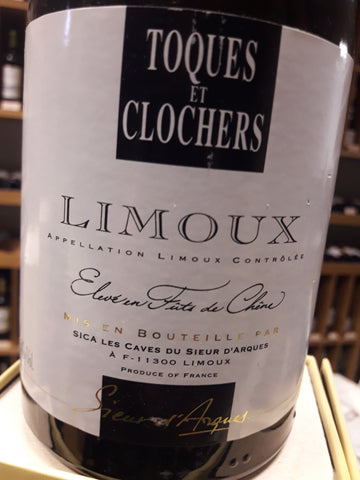 TOQUES
ET
CLOCHERS
LIMOUX
APPELLATION LIMOUX CONTRÔLÉE
Elevé en Fûts de Chêne
MIS EN BOUTEILLE PAR
SICA LES CAVES DU SIEUR D'ARQUES
À F-11300 LIMOUX
PRODUCE OF FRANCE
Sieur d'Arques